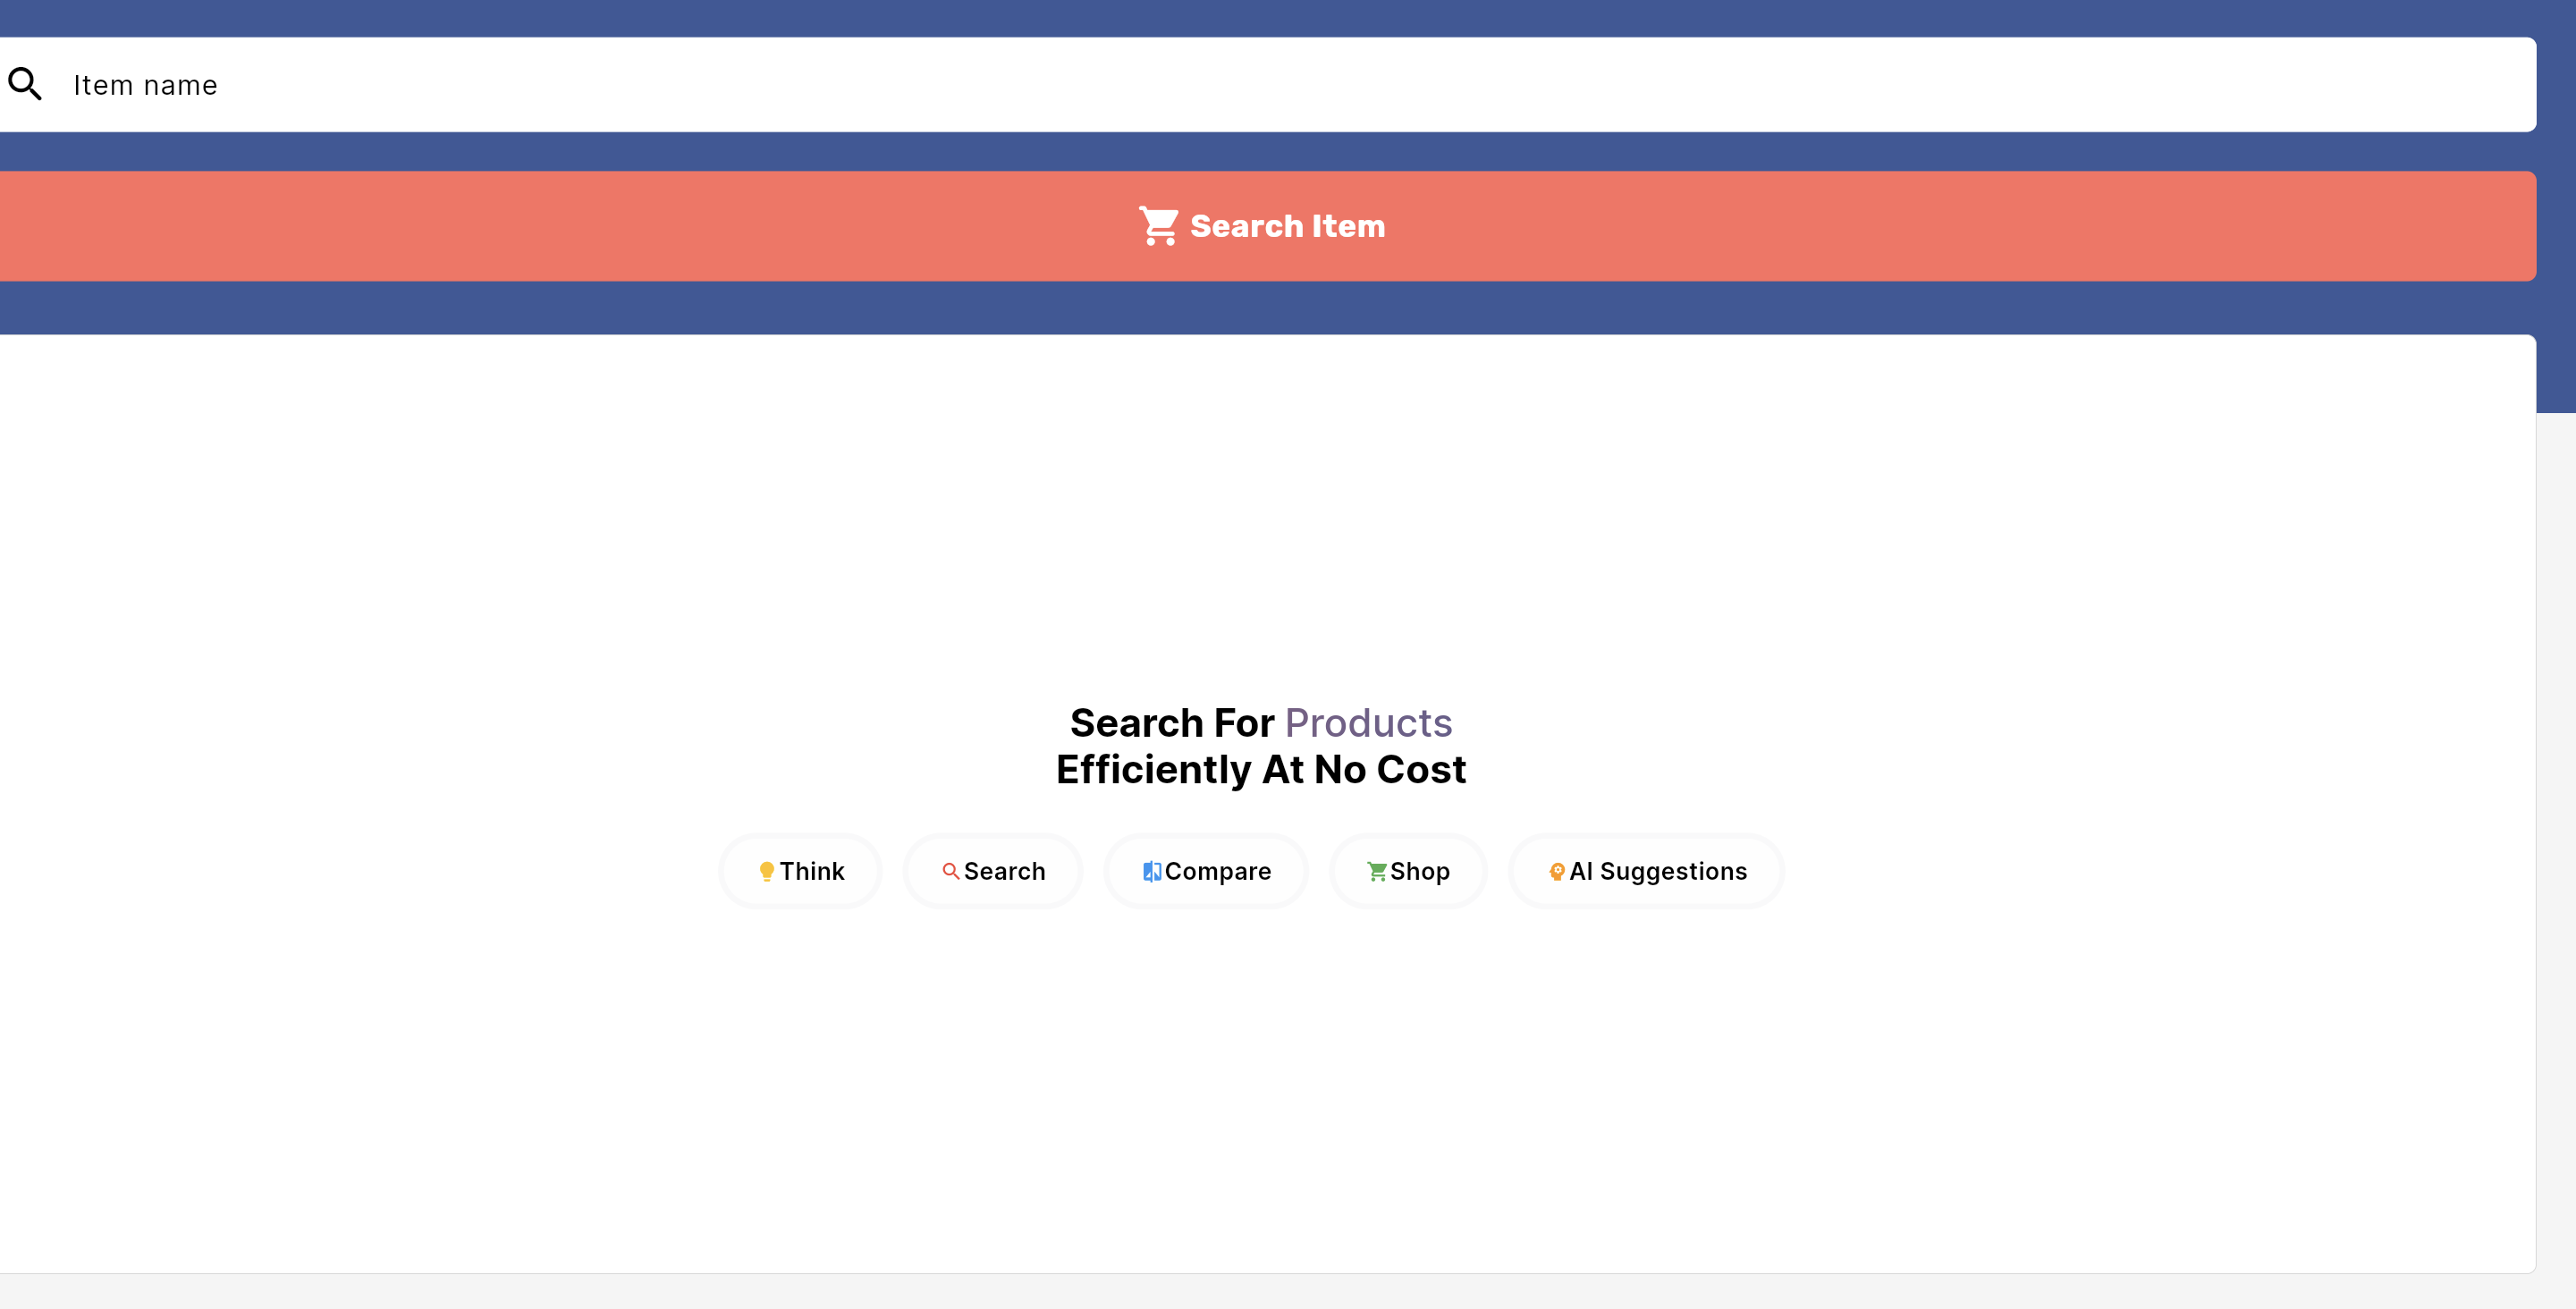 Item name
Search Item
Search For Products
Efficiently At No Cost
Think Search Compare Shop AI Suggestions